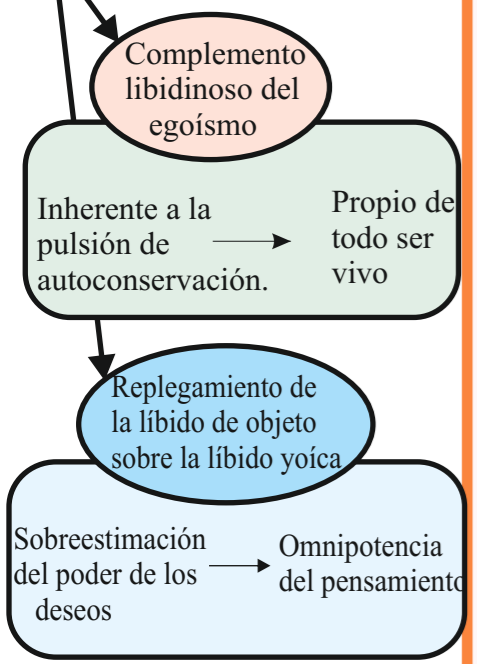 Complemento
libidinoso del
egoísmo
Inherente a la
pulsión de
autoconservación.
Propio de
todo ser
vivo
Replegamiento de
la líbido de objeto
sobre la líbido yoíca
Sobreestimación
del poder de los
deseos
Omnipotencia
del pensamiento